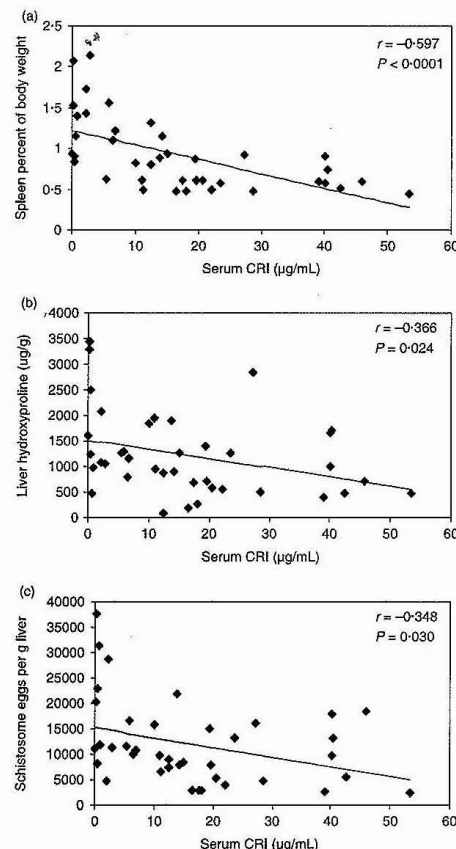 (a)
r = −0·597
P < 0·0001
2·5
2
1·5
1
0·5
0
Spleen percent of body weight
0 10 20 30 40 50 60
Serum CRI (µg/mL)
(b)
r = −0·366
P = 0·024
4000
3500
3000
2500
2000
1500
1000
500
0
Liver hydroxyproline (ug/g)
0 10 20 30 40 50 60
Serum CRI (µg/mL)
(c)
r = −0·348
P = 0·030
40000
35000
30000
25000
20000
15000
10000
5000
0
Schistosome eggs per g liver
0 10 20 30 40 50 60
Serum CRI (µg/mL)